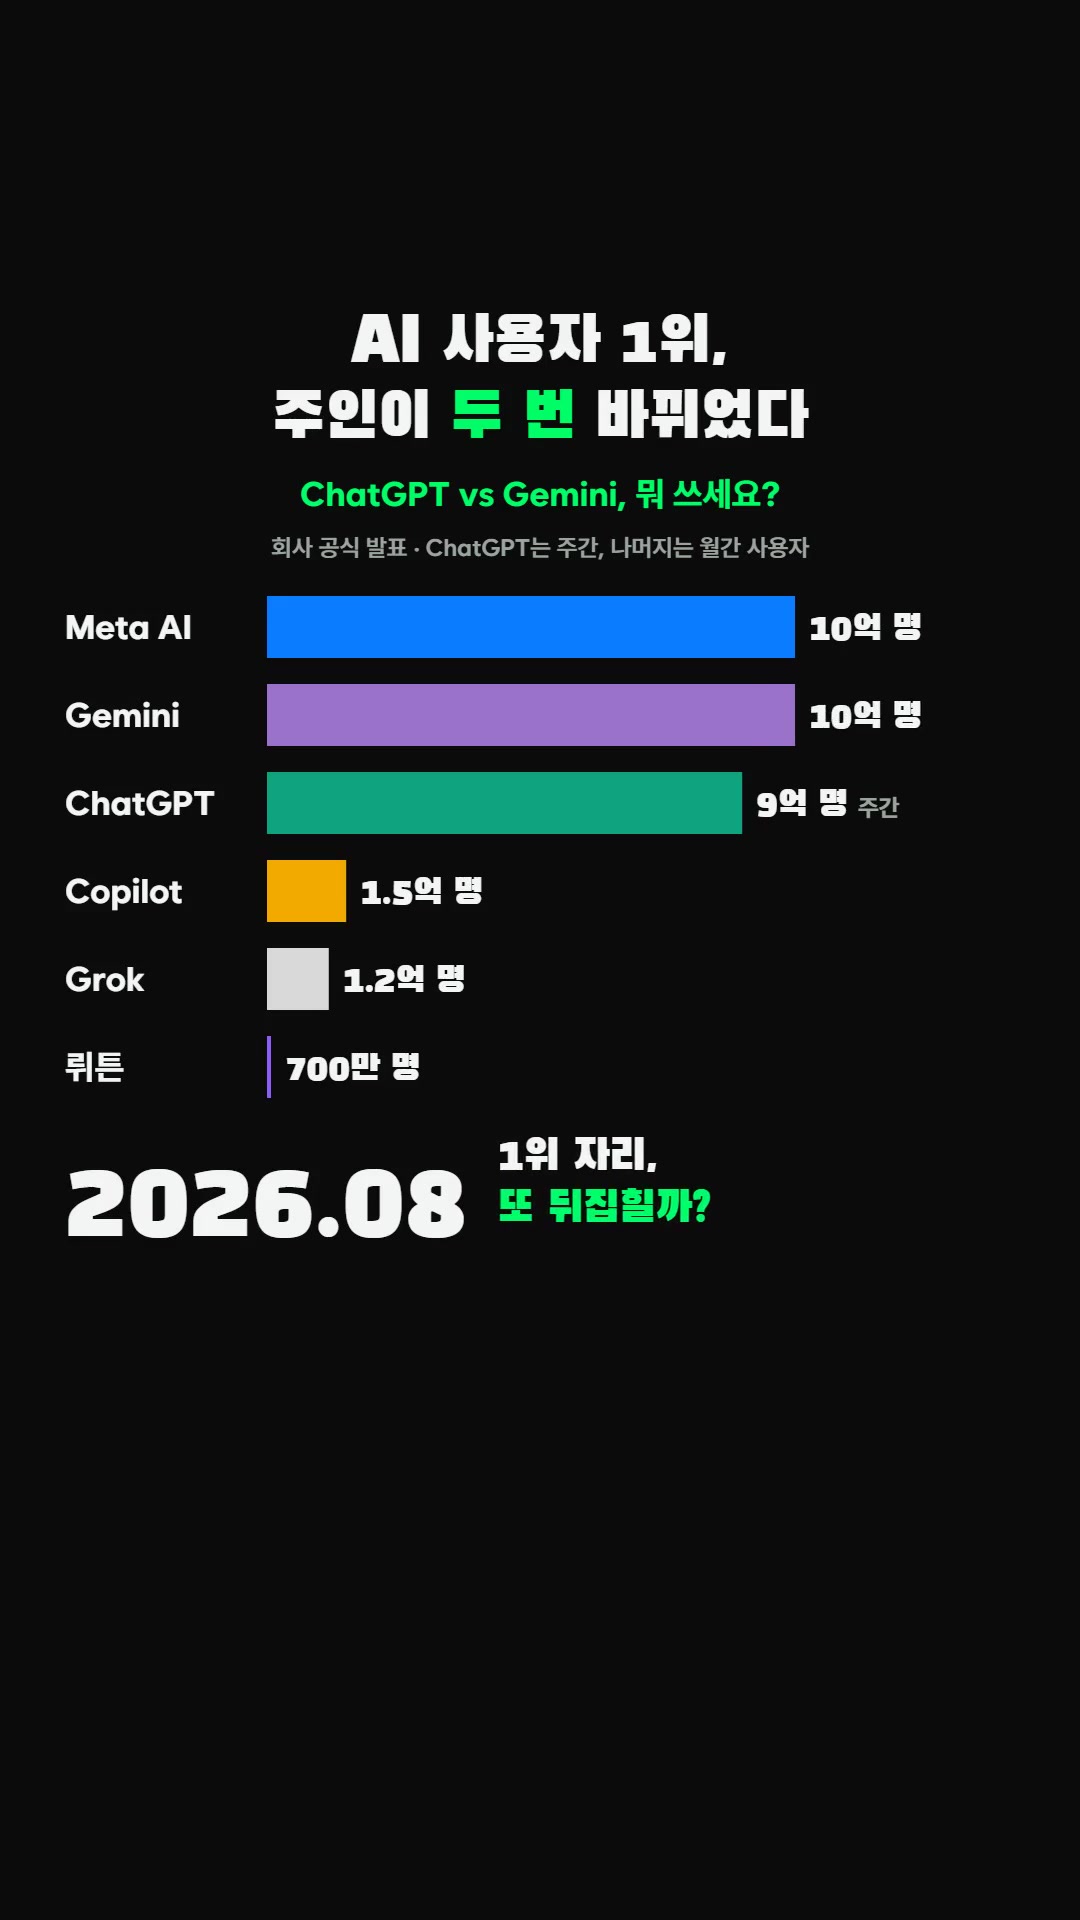 AI 사용자 1위,
주인이 두 번 바뀌었다
ChatGPT vs Gemini, 뭐 쓰세요?
회사 공식 발표 · ChatGPT는 주간, 나머지는 월간 사용자
Meta AI 10억 명
Gemini 10억 명
ChatGPT 9억 명 주간
Copilot 1.5억 명
Grok 1.2억 명
뤼튼 700만 명
2026.08
1위 자리,
또 뒤집힐까?